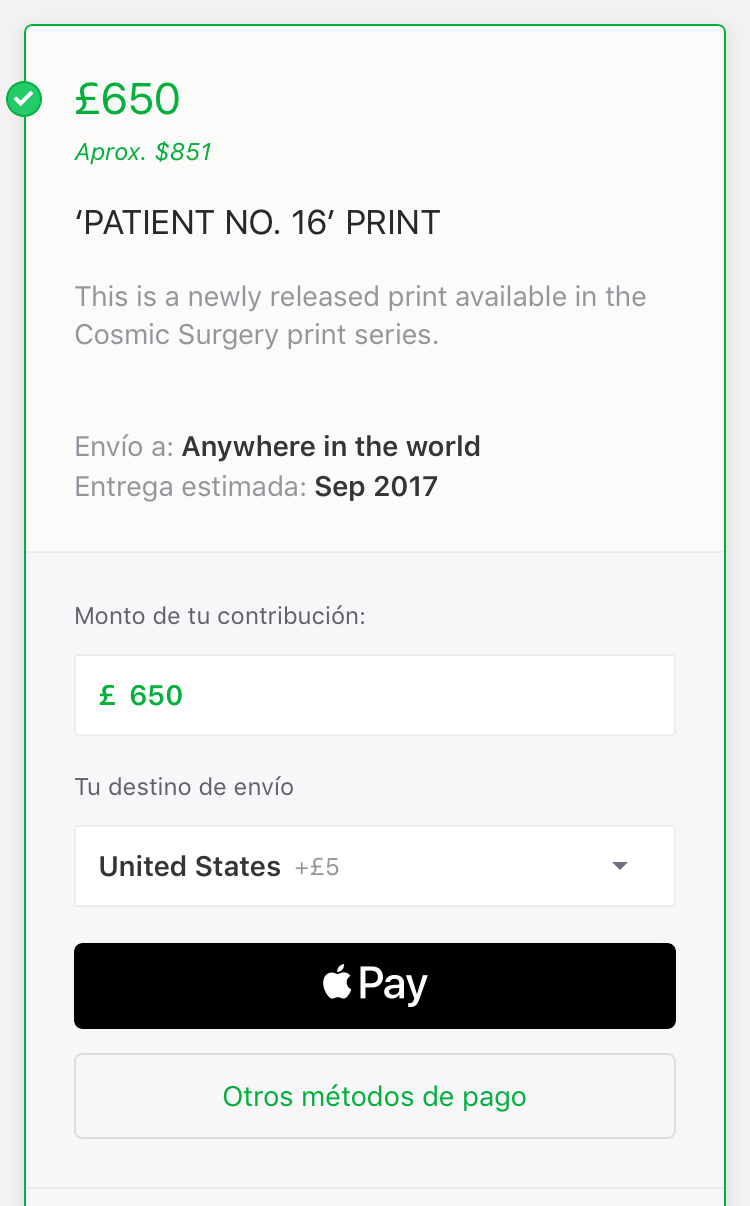 £650
Aprox. $851
‘PATIENT NO. 16’ PRINT
This is a newly released print available in the
Cosmic Surgery print series.
Envío a: Anywhere in the world
Entrega estimada: Sep 2017
Monto de tu contribución:
£ 650
Tu destino de envío
United States +£5
Pay
Otros métodos de pago